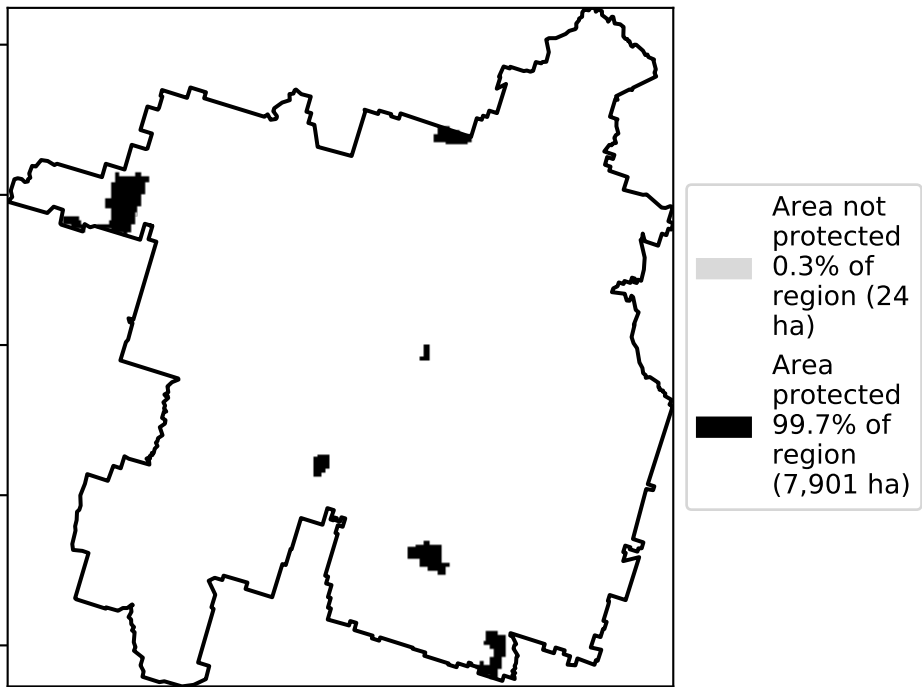 Area not
protected
0.3% of
region (24
ha)
Area
protected
99.7% of
region
(7,901 ha)